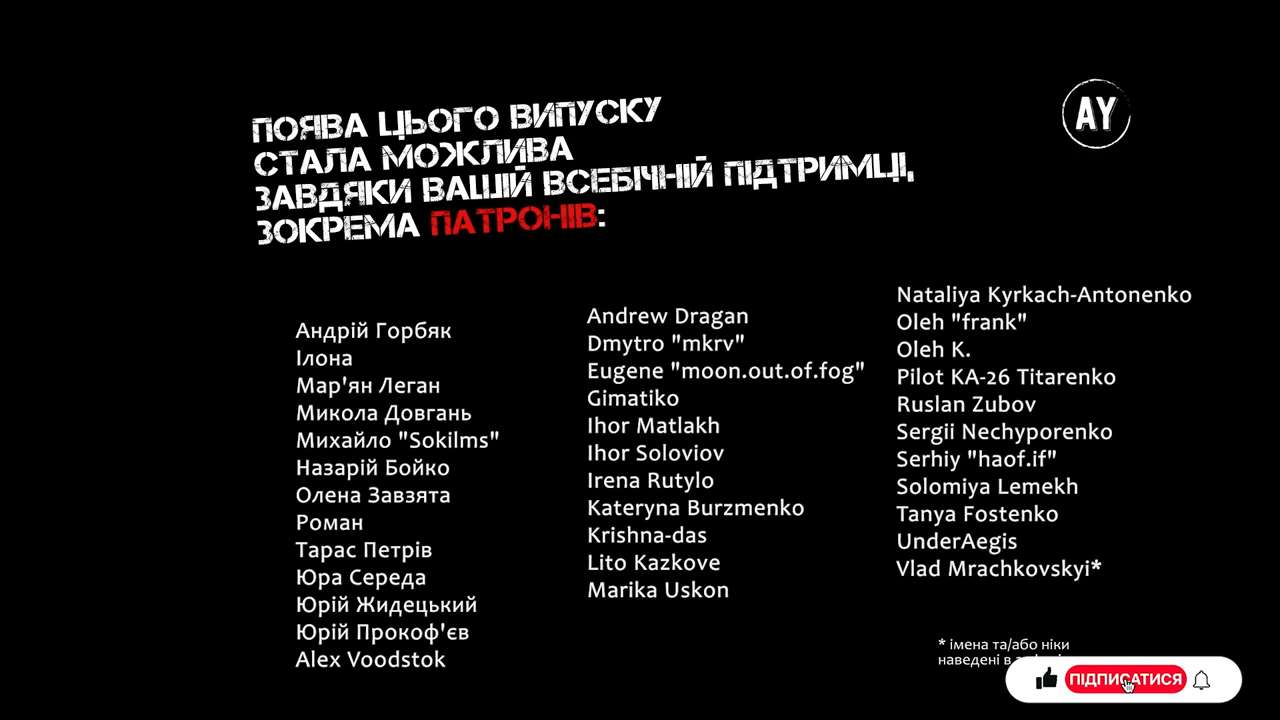 ПОЯВА ЦЬОГО ВИПУСКУ
СТАЛА МОЖЛИВА
ЗАВДЯКИ ВАШІЙ ВСЕБІЧНІЙ ПІДТРИМЦІ,
ЗОКРЕМА ПАТРОНІВ:
AY
Андрій Горбяк
Ілона
Мар'ян Леган
Микола Довгань
Михайло "Sokilms"
Назарій Бойко
Олена Завзята
Роман
Тарас Петрів
Юра Середа
Юрій Жидецький
Юрій Прокоф'єв
Alex Voodstok
Andrew Dragan
Dmytro "mkrv"
Eugene "moon.out.of.fog"
Gimatiko
Ihor Matlakh
Ihor Soloviov
Irena Rutylo
Kateryna Burzmenko
Krishna-das
Lito Kazkove
Marika Uskon
Nataliya Kyrkach-Antonenko
Oleh "frank"
Oleh K.
Pilot KA-26 Titarenko
Ruslan Zubov
Sergii Nechyporenko
Serhiy "haof.if"
Solomiya Lemekh
Tanya Fostenko
UnderAegis
Vlad Mrachkovskyi*
* імена та/або ніки
наведені в
ПІДПИСАТИСЯ